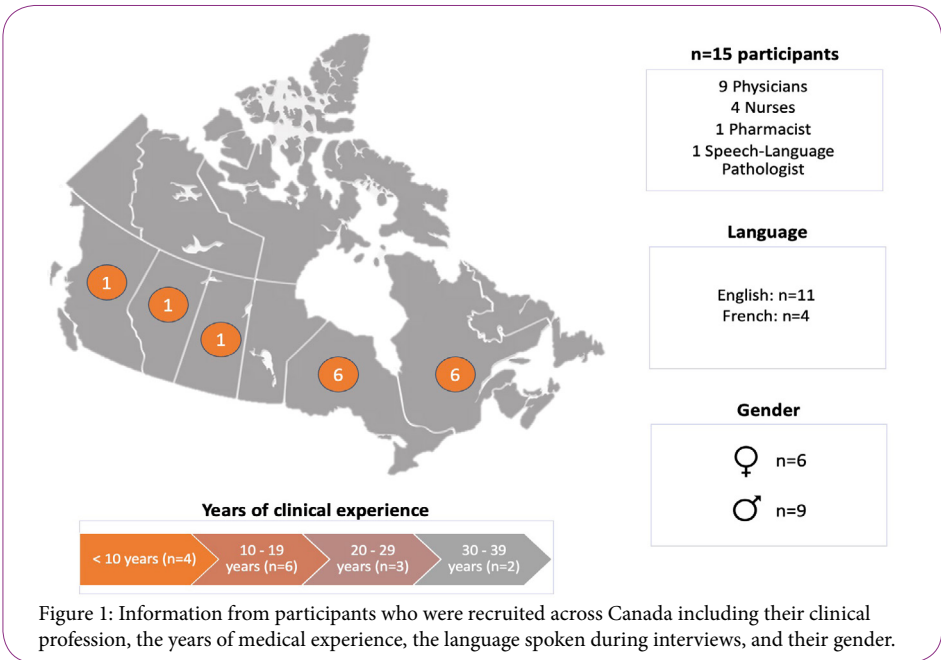 n=15 participants
9 Physicians
4 Nurses
1 Pharmacist
1 Speech-Language
Pathologist
Language
English: n=11
French: n=4
Gender
♀ n=6
♂ n=9
1
1
1
6
6
Years of clinical experience
< 10 years (n=4)
10 - 19
years (n=6)
20 - 29
years (n=3)
30 - 39
years (n=2)
Figure 1: Information from participants who were recruited across Canada including their clinical
profession, the years of medical experience, the language spoken during interviews, and their gender.